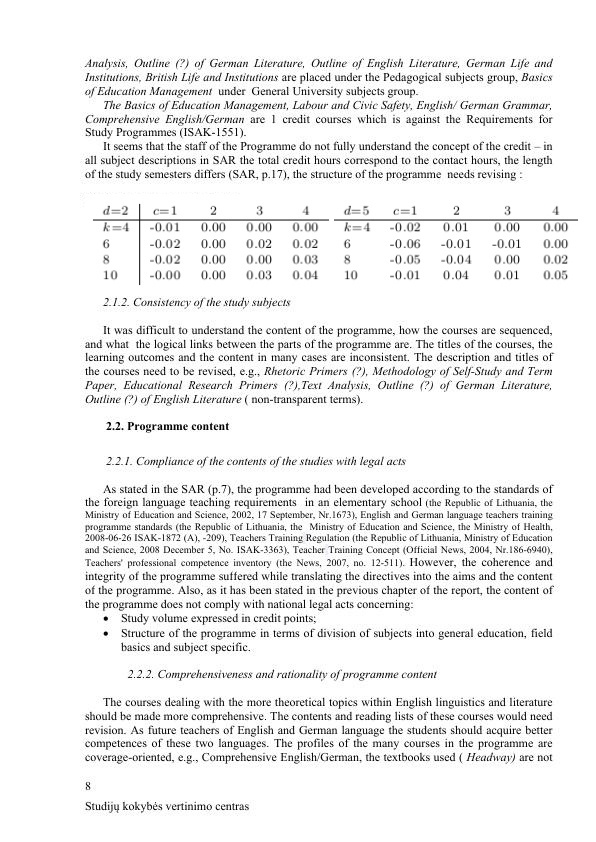 Analysis, Outline (?) of German Literature, Outline of English Literature, German Life and
Institutions, British Life and Institutions are placed under the Pedagogical subjects group, Basics
of Education Management under General University subjects group.
The Basics of Education Management, Labour and Civic Safety, English/ German Grammar,
Comprehensive English/German are 1 credit courses which is against the Requirements for
Study Programmes (ISAK-1551).
It seems that the staff of the Programme do not fully understand the concept of the credit – in
all subject descriptions in SAR the total credit hours correspond to the contact hours, the length
of the study semesters differs (SAR, p.17), the structure of the programme needs revising :
d=2 c=1 2 3 4 d=5 c=1 2 3 4
k=4 -0.01 0.00 0.00 0.00 k=4 -0.02 0.01 0.00 0.00
6 -0.02 0.00 0.02 0.02 6 -0.06 -0.01 -0.01 0.00
8 -0.02 0.00 0.00 0.03 8 -0.05 -0.04 0.00 0.02
10 -0.00 0.00 0.03 0.04 10 -0.01 0.04 0.01 0.05
2.1.2. Consistency of the study subjects
It was difficult to understand the content of the programme, how the courses are sequenced,
and what the logical links between the parts of the programme are. The titles of the courses, the
learning outcomes and the content in many cases are inconsistent. The description and titles of
the courses need to be revised, e.g., Rhetoric Primers (?), Methodology of Self-Study and Term
Paper, Educational Research Primers (?),Text Analysis, Outline (?) of German Literature,
Outline (?) of English Literature ( non-transparent terms).
2.2. Programme content
2.2.1. Compliance of the contents of the studies with legal acts
As stated in the SAR (p.7), the programme had been developed according to the standards of
the foreign language teaching requirements in an elementary school (the Republic of Lithuania, the
Ministry of Education and Science, 2002, 17 September, Nr.1673), English and German language teachers training
programme standards (the Republic of Lithuania, the Ministry of Education and Science, the Ministry of Health,
2008-06-26 ISAK-1872 (A), -209), Teachers Training Regulation (the Republic of Lithuania, Ministry of Education
and Science, 2008 December 5, No. ISAK-3363), Teacher Training Concept (Official News, 2004, Nr.186-6940),
Teachers' professional competence inventory (the News, 2007, no. 12-511). However, the coherence and
integrity of the programme suffered while translating the directives into the aims and the content
of the programme. Also, as it has been stated in the previous chapter of the report, the content of
the programme does not comply with national legal acts concerning:
• Study volume expressed in credit points;
• Structure of the programme in terms of division of subjects into general education, field
basics and subject specific.
2.2.2. Comprehensiveness and rationality of programme content
The courses dealing with the more theoretical topics within English linguistics and literature
should be made more comprehensive. The contents and reading lists of these courses would need
revision. As future teachers of English and German language the students should acquire better
competences of these two languages. The profiles of the many courses in the programme are
coverage-oriented, e.g., Comprehensive English/German, the textbooks used ( Headway) are not
8
Studijų kokybės vertinimo centras